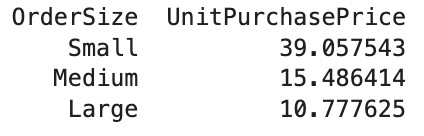 OrderSize UnitPurchasePrice
Small 39.057543
Medium 15.486414
Large 10.777625